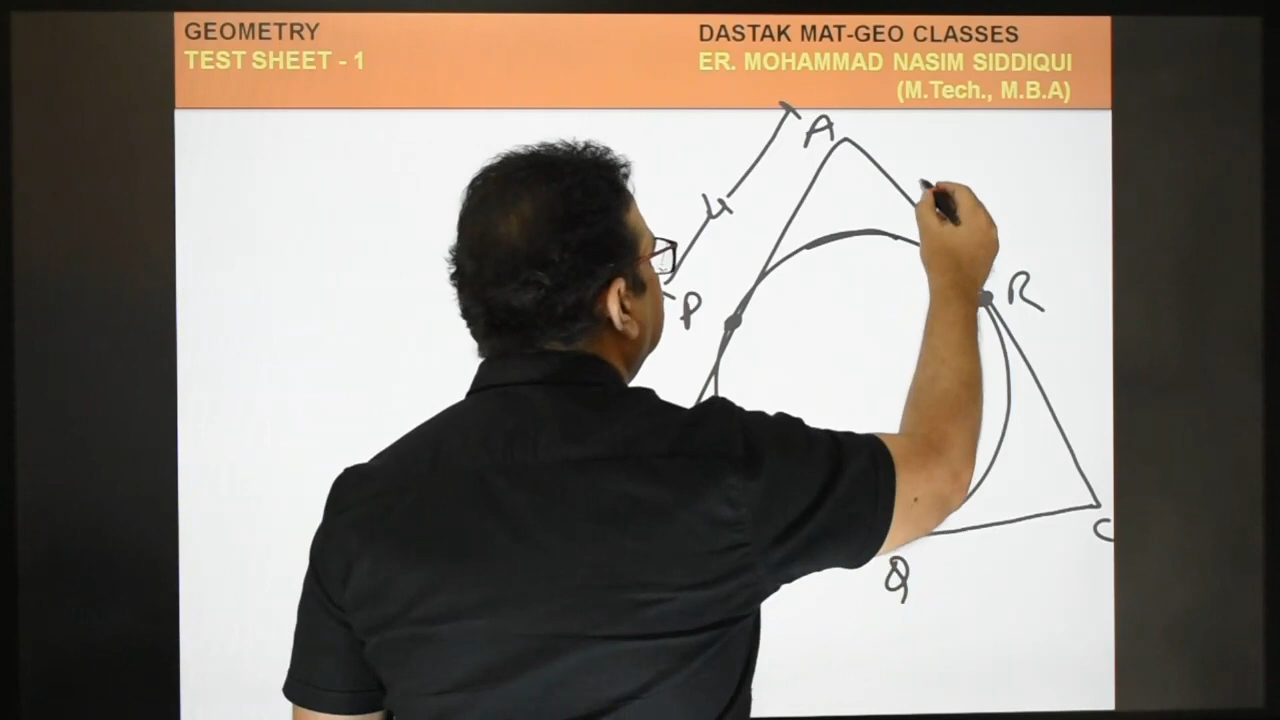 GEOMETRY
TEST SHEET - 1
DASTAK MAT-GEO CLASSES
ER. MOHAMMAD NASIM SIDDIQUI
(M.Tech., M.B.A)
A
4
P
R
C
Q